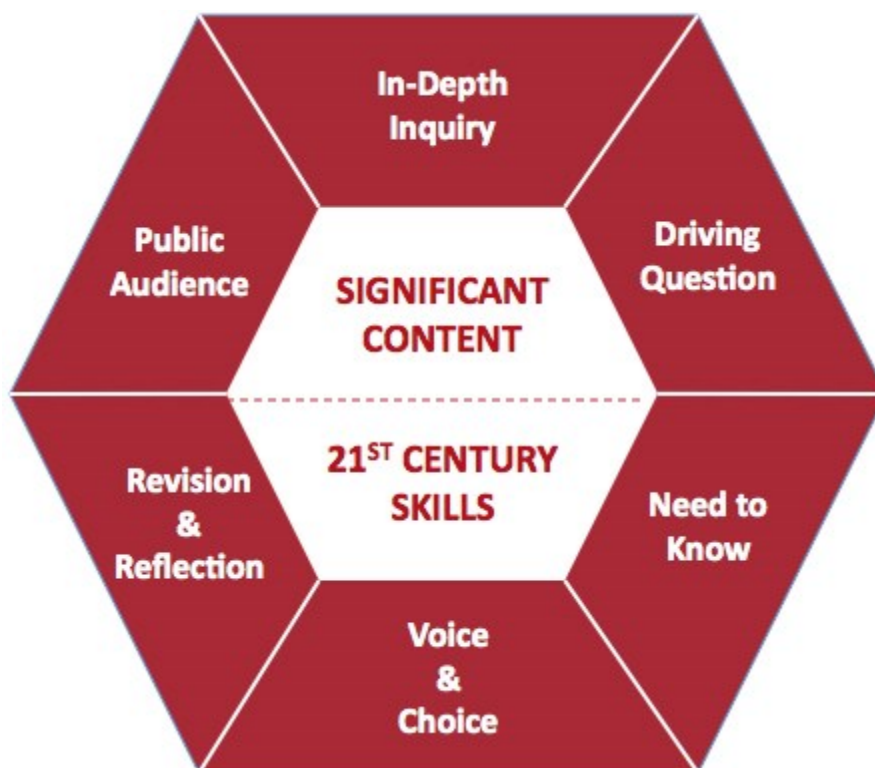 In-Depth
Inquiry
Driving
Question
Need to
Know
Voice
&
Choice
Revision
&
Reflection
Public
Audience
SIGNIFICANT
CONTENT
21ST CENTURY
SKILLS